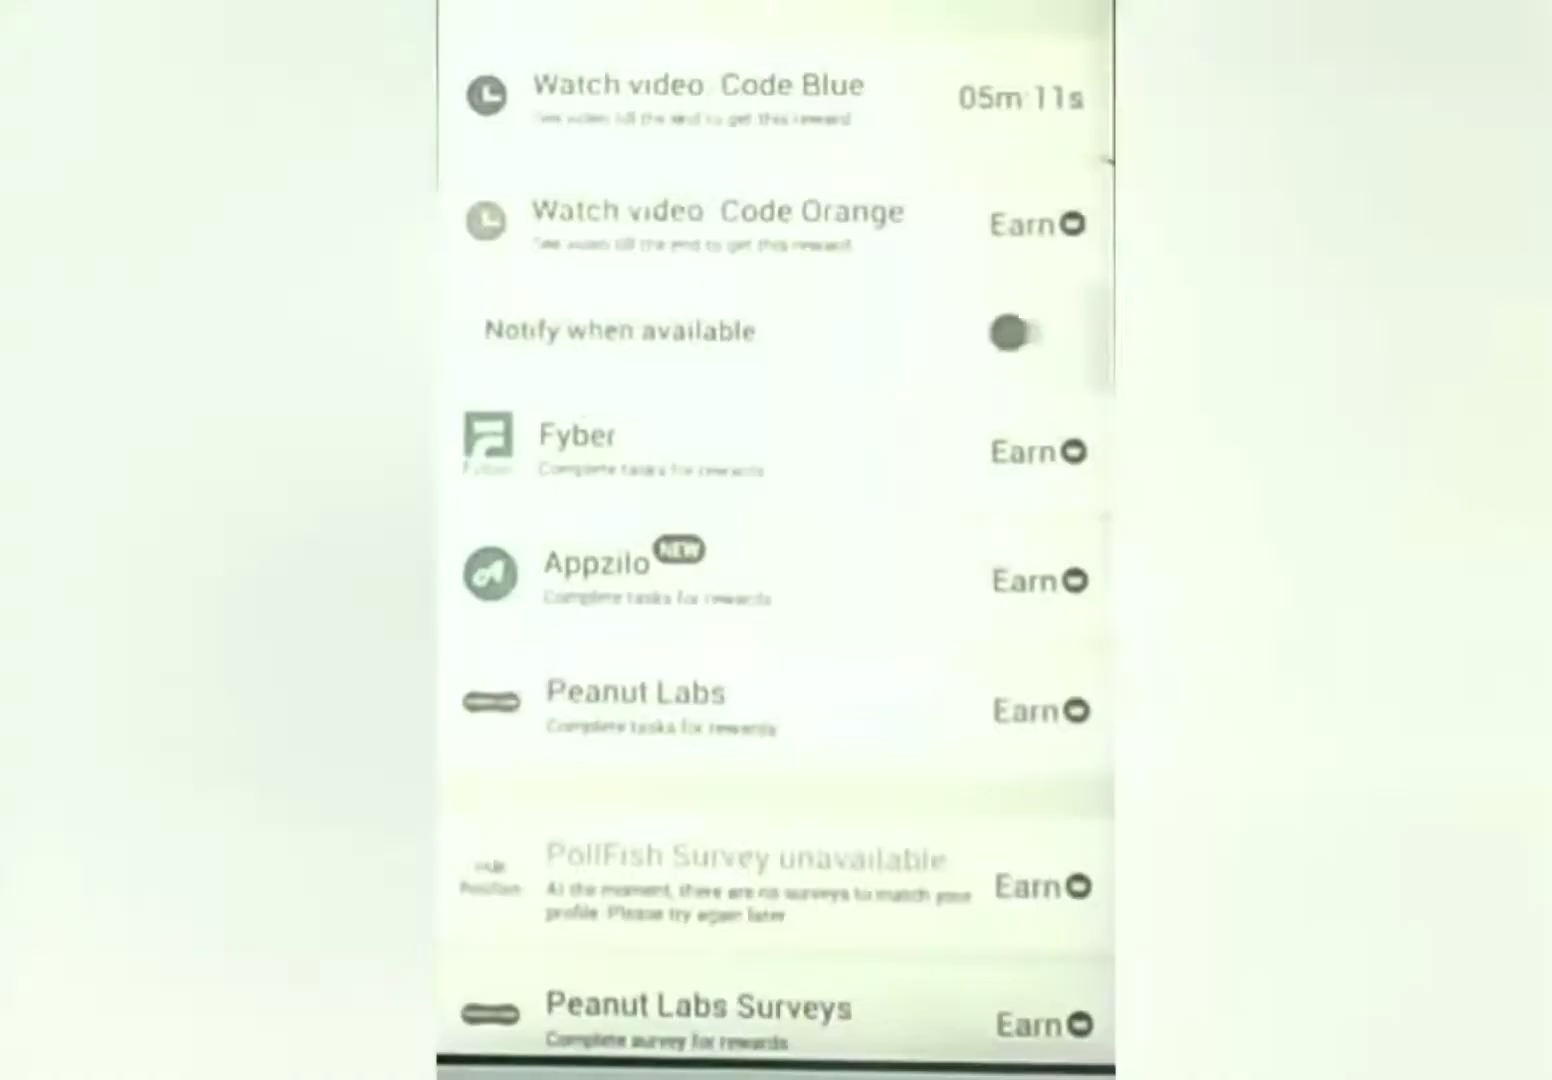 Watch video Code Blue
05m 11s
See video till the end to get this reward
Watch video Code Orange
Earn
See video till the end to get this reward
Notify when available
Fyber
Earn
Fyber
Complete tasks for rewards
Appzilo NEW
Earn
Complete tasks for rewards
Peanut Labs
Earn
Complete tasks for rewards
PollFish Survey unavailable
At the moment, there are no surveys to match your
Earn
profile. Please try again later
Peanut Labs Surveys
Earn
Complete survey for rewards